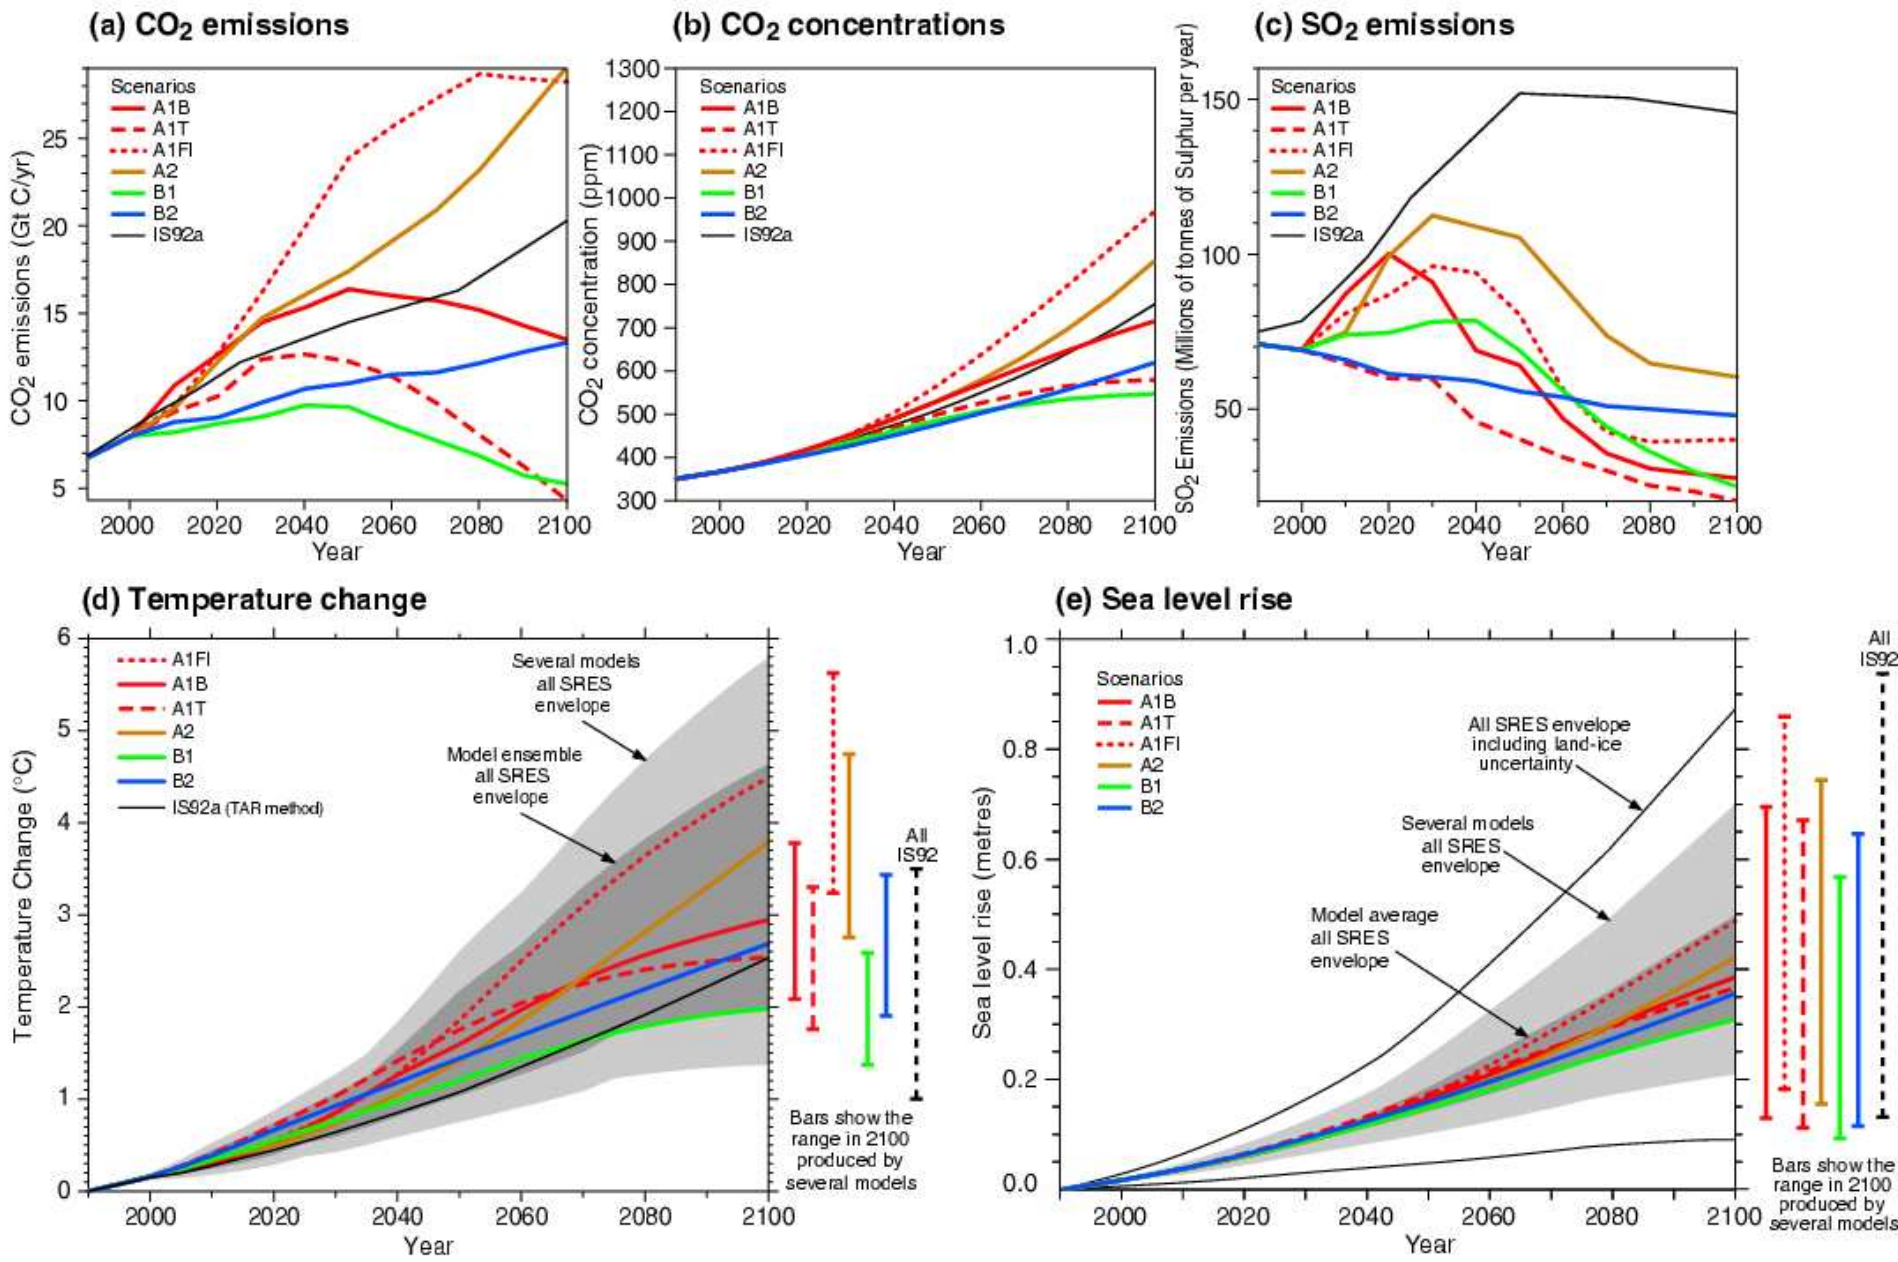 (a) CO2 emissions
Scenarios
A1B
A1T
A1FI
A2
B1
B2
IS92a
CO2 emissions (Gt C/yr)
25
20
15
10
5
2000 2020 2040 2060 2080 2100
Year
(b) CO2 concentrations
Scenarios
A1B
A1T
A1FI
A2
B1
B2
IS92a
CO2 concentration (ppm)
1300
1200
1100
1000
900
800
700
600
500
400
300
2000 2020 2040 2060 2080 2100
Year
(c) SO2 emissions
Scenarios
A1B
A1T
A1FI
A2
B1
B2
IS92a
SO2 Emissions (Millions of tonnes of Sulphur per year)
150
100
50
2000 2020 2040 2060 2080 2100
Year
(d) Temperature change
A1FI
A1B
A1T
A2
B1
B2
IS92a (TAR method)
Several models
all SRES
envelope
Model ensemble
all SRES
envelope
Temperature Change (°C)
6
5
4
3
2
1
0
2000 2020 2040 2060 2080 2100
Year
All
IS92
Bars show the
range in 2100
produced by
several models
(e) Sea level rise
Scenarios
A1B
A1T
A1FI
A2
B1
B2
All SRES envelope
including land-ice
uncertainty
Several models
all SRES
envelope
Model average
all SRES
envelope
Sea level rise (metres)
1.0
0.8
0.6
0.4
0.2
0.0
2000 2020 2040 2060 2080 2100
Year
All
IS92
Bars show the
range in 2100
produced by
several models